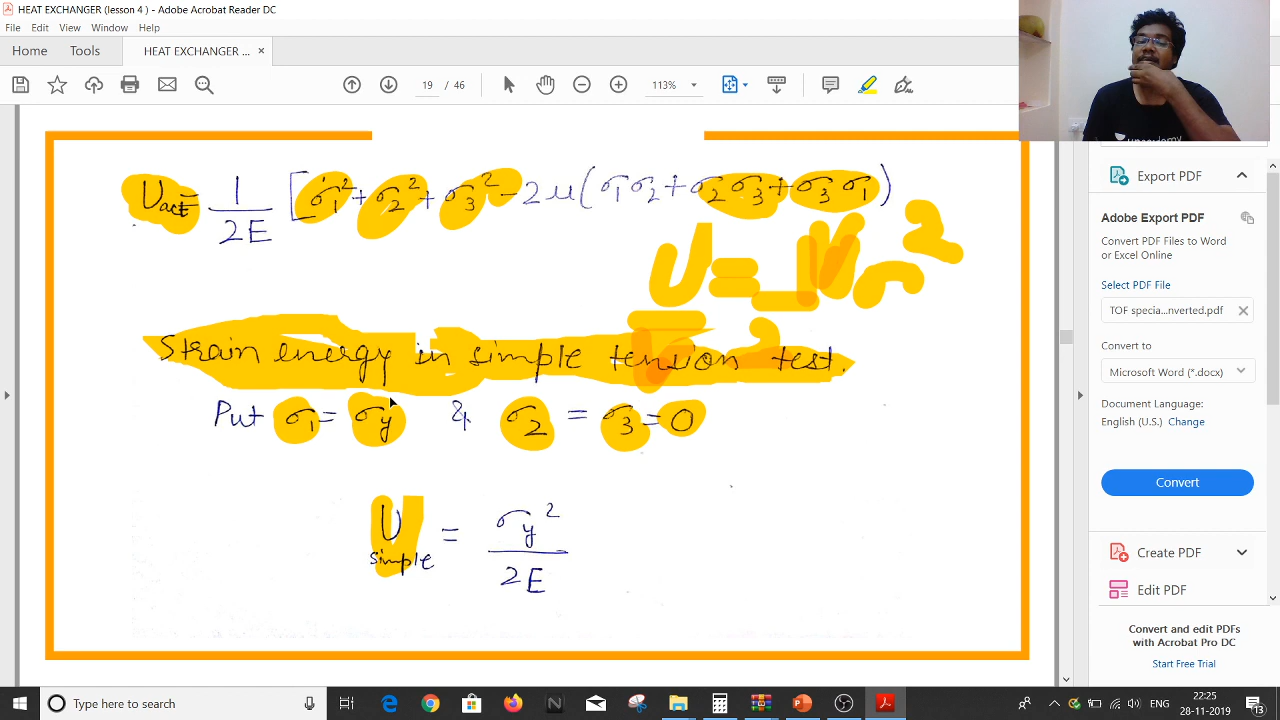 HEAT EXCHANGER (lesson 4 ) - Adobe Acrobat Reader DC
File Edit View Window Help
Home Tools HEAT EXCHANGER ... ×
19 / 46 113%
U act = 1/2E [σ1² + σ2² + σ3² - 2μ(σ1σ2 + σ2σ3 + σ3σ1)
U =
Strain energy in simple tension test.
Put σ1 = σy & σ2 = σ3 = 0
U simple = σy²/2E
Export PDF
Adobe Export PDF
Convert PDF Files to Word
or Excel Online
Select PDF File
TOF specia...nverted.pdf
Convert to
Microsoft Word (*.docx)
Document Language:
English (U.S.) Change
Convert
Create PDF
Edit PDF
Convert and edit PDFs
with Acrobat Pro DC
Start Free Trial
Type here to search
ENG
22:25
28-11-2019
13